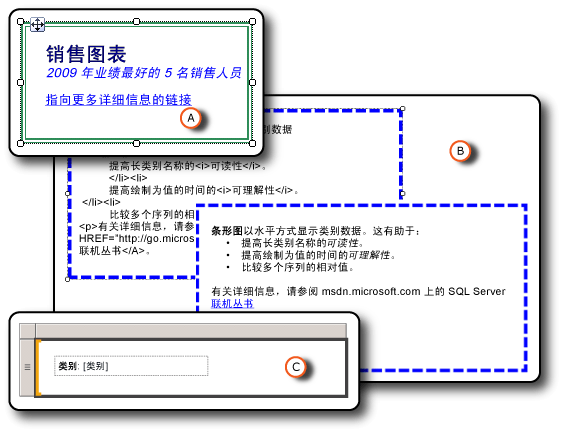 销售图表
2009 年业绩最好的 5 名销售人员
指向更多详细信息的链接
A
B
别数据
提高长类别名称的<i>可读性</i>。
</li><li>
提高绘制为值的时间的<i>可理解性</i>。
</li><li>
比较多个序列的相
<p>有关详细信息，请参
HREF="http://go.micros
联机丛书</A>。
条形图以水平方式显示类别数据。这有助于：
• 提高长类别名称的可读性。
• 提高绘制为值的时间的可理解性。
• 比较多个序列的相对值。
有关详细信息，请参阅 msdn.microsoft.com 上的 SQL Server
联机丛书
类别: [类别]
C